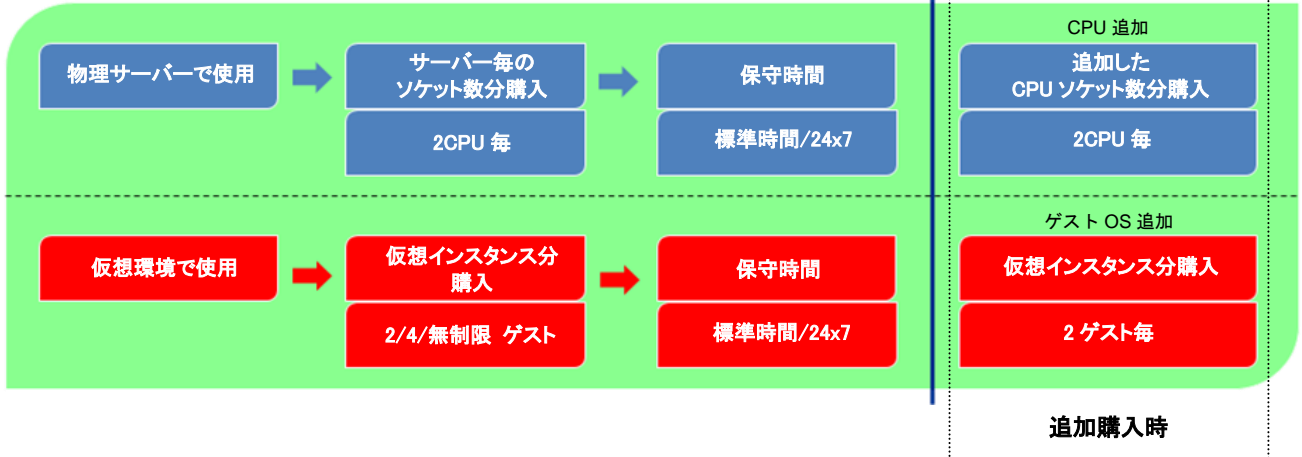 CPU 追加
物理サーバーで使用
サーバー毎の
ソケット数分購入
2CPU 毎
保守時間
標準時間/24x7
追加した
CPU ソケット数分購入
2CPU 毎
ゲスト OS 追加
仮想環境で使用
仮想インスタンス分
購入
2/4/無制限 ゲスト
保守時間
標準時間/24x7
仮想インスタンス分購入
2 ゲスト毎
追加購入時